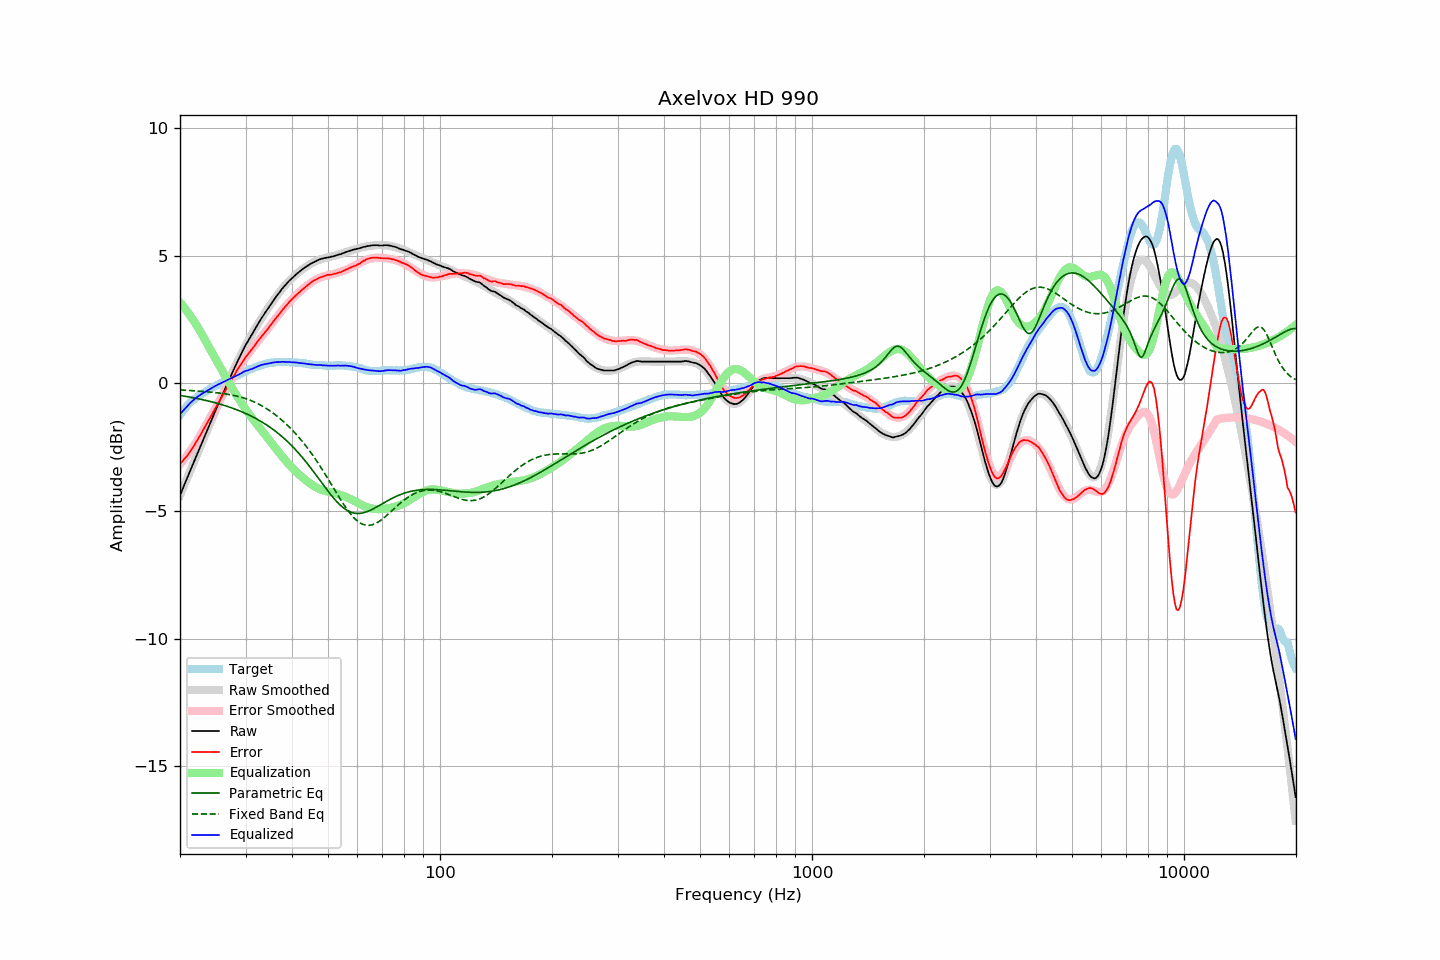 Axelvox HD 990
10
5
0
−5
−10
−15
Amplitude (dBr)
Target
Raw Smoothed
Error Smoothed
Raw
Error
Equalization
Parametric Eq
Fixed Band Eq
Equalized
100 1000 10000
Frequency (Hz)